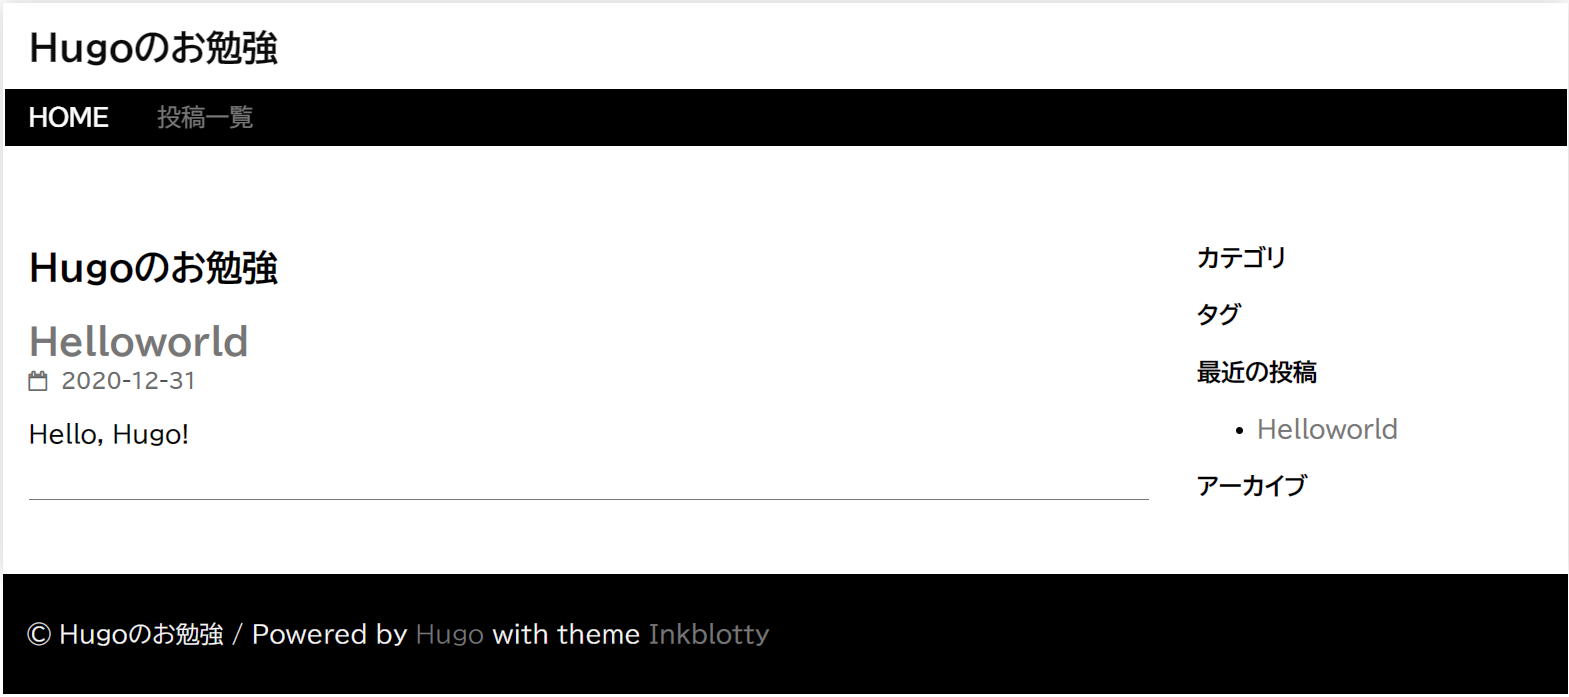 Hugoのお勉強
HOME 投稿一覧
Hugoのお勉強
Helloworld
2020-12-31
Hello, Hugo!
カテゴリ
タグ
最近の投稿
• Helloworld
アーカイブ
© Hugoのお勉強 / Powered by Hugo with theme Inkblotty